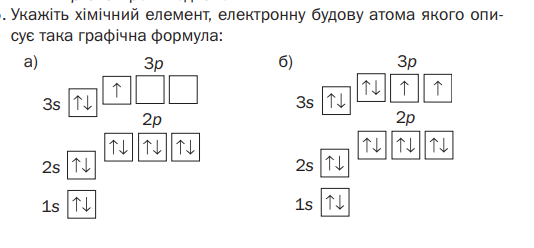 . Укажіть хімічний елемент, електронну будову атома якого опи-
сує така графічна формула:
а) 3p б) 3p
↑ ↑↓ ↑ ↑
3s ↑↓ 3s ↑↓
2p 2p
↑↓ ↑↓ ↑↓ ↑↓ ↑↓ ↑↓
2s ↑↓ 2s ↑↓
1s ↑↓ 1s ↑↓